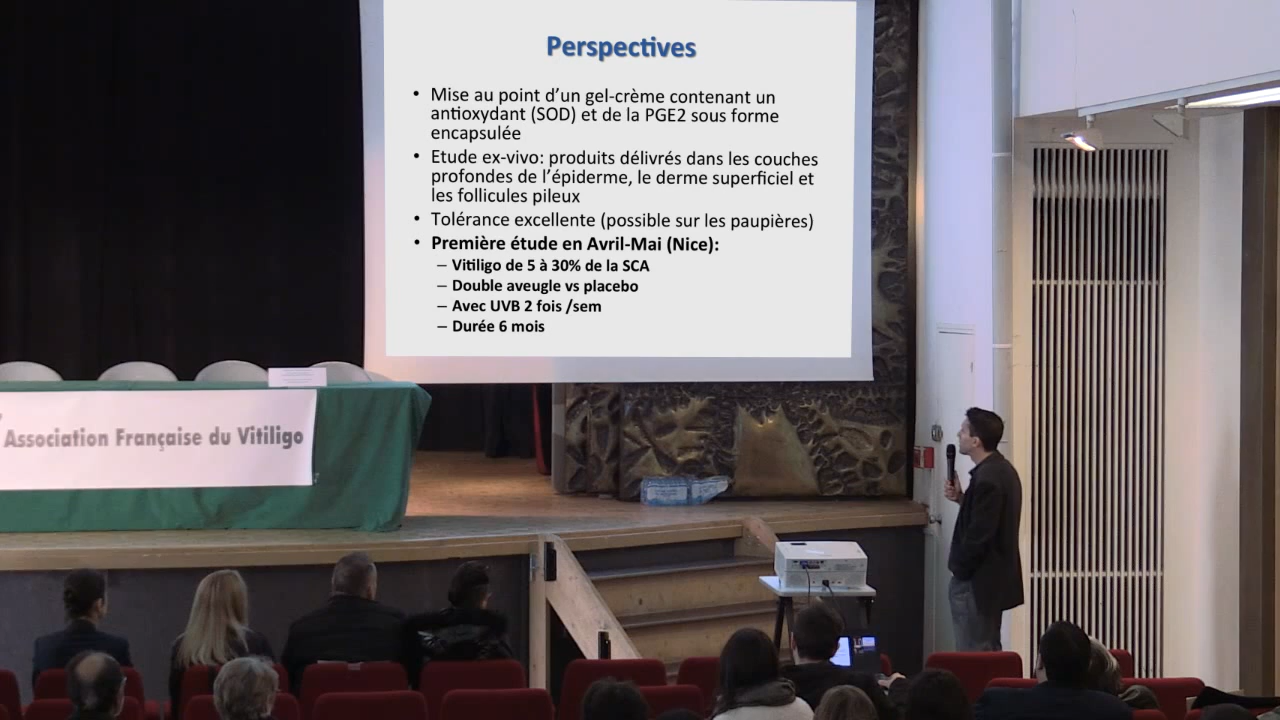 Perspectives
• Mise au point d'un gel-crème contenant un
antioxydant (SOD) et de la PGE2 sous forme
encapsulée
• Etude ex-vivo: produits délivrés dans les couches
profondes de l'épiderme, le derme superficiel et
les follicules pileux
• Tolérance excellente (possible sur les paupières)
• Première étude en Avril-Mai (Nice):
– Vitiligo de 5 à 30% de la SCA
– Double aveugle vs placebo
– Avec UVB 2 fois /sem
– Durée 6 mois
Association Française du Vitiligo